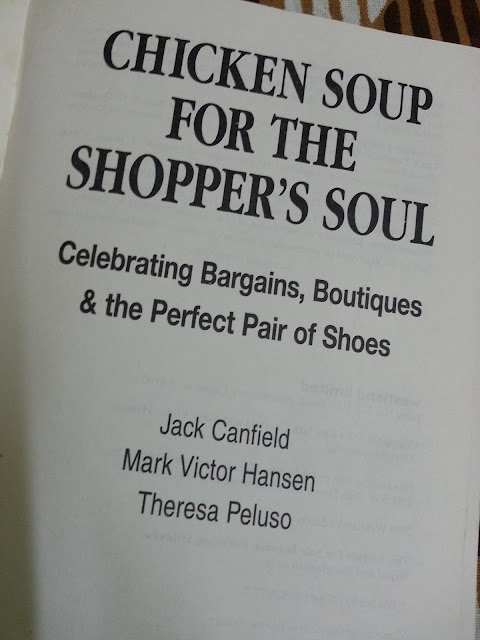 CHICKEN SOUP
FOR THE
SHOPPER'S SOUL
Celebrating Bargains, Boutiques
& the Perfect Pair of Shoes
Jack Canfield
Mark Victor Hansen
Theresa Peluso